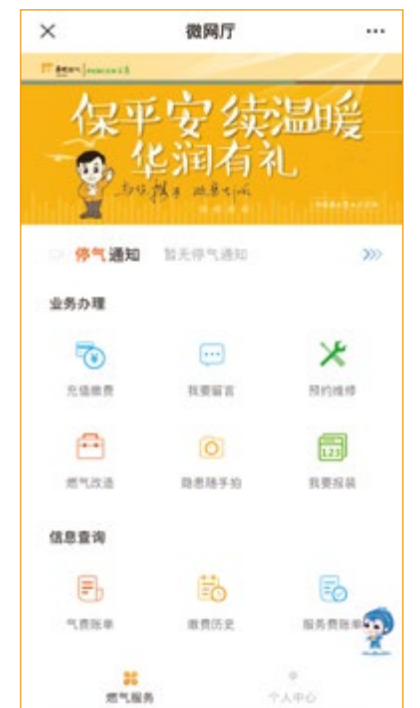 微网厅
保平安 续温暖
华润有礼
停气通知 暂无停气通知
业务办理
充值缴费 我要留言 预约维修
燃气改造 隐患随手拍 我要报装
信息查询
气费账单 缴费历史 服务费账单
燃气服务 个人中心